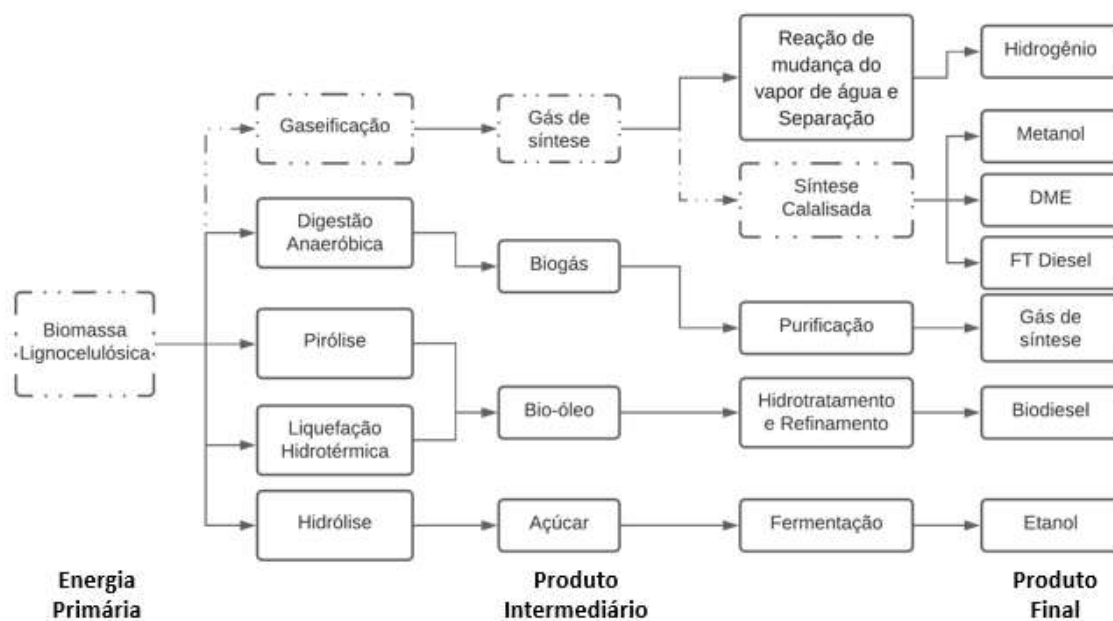 Reação de
mudança do
vapor de água e
Separação
Hidrogênio
Gaseificação
Gás de
síntese
Metanol
Síntese
Calalisada
DME
FT Diesel
Digestão
Anaeróbica
Biogás
Purificação
Gás de
síntese
Biomassa
Lignocelulósica
Pirólise
Bio-óleo
Hidrotratamento
e Refinamento
Biodiesel
Liquefação
Hidrotérmica
Hidrólise
Açúcar
Fermentação
Etanol
Energia
Primária
Produto
Intermediário
Produto
Final